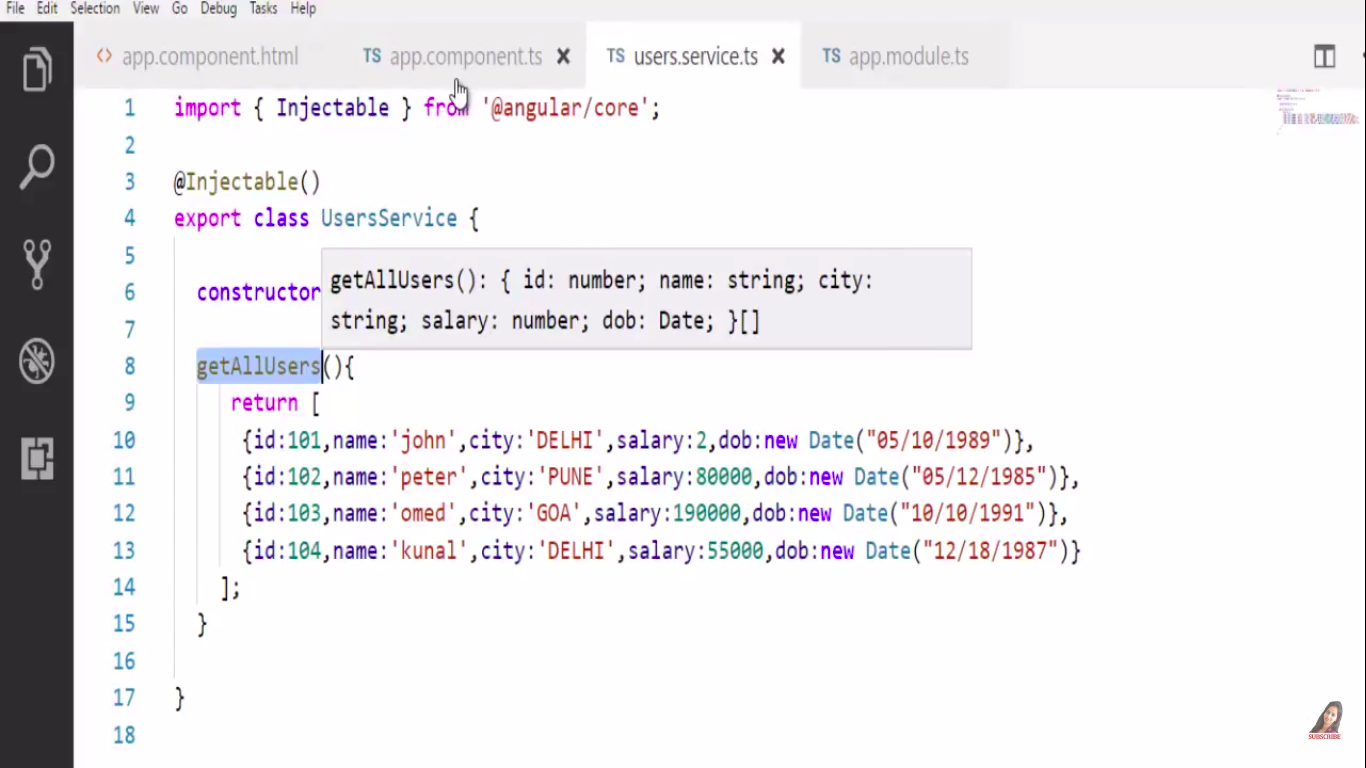 File Edit Selection View Go Debug Tasks Help
app.component.html TS app.component.ts TS users.service.ts TS app.module.ts
1 import { Injectable } from '@angular/core';
2
3 @Injectable()
4 export class UsersService {
5
6 constructor
getAllUsers(): { id: number; name: string; city:
string; salary: number; dob: Date; }[]
7
8 getAllUsers(){
9 return [
10 {id:101,name:'john',city:'DELHI',salary:2,dob:new Date("05/10/1989")},
11 {id:102,name:'peter',city:'PUNE',salary:80000,dob:new Date("05/12/1985")},
12 {id:103,name:'omed',city:'GOA',salary:190000,dob:new Date("10/10/1991")},
13 {id:104,name:'kunal',city:'DELHI',salary:55000,dob:new Date("12/18/1987")}
14 ];
15 }
16
17 }
18
SUBSCRIBE